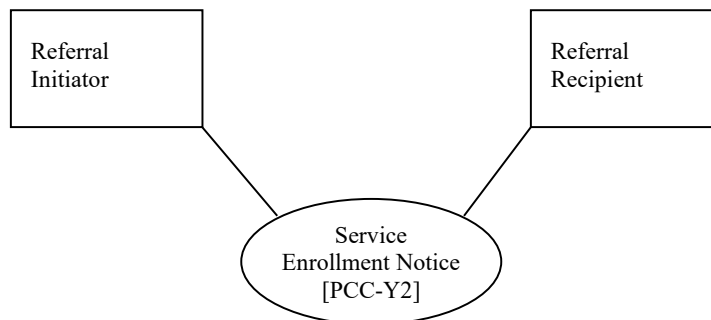 Referral
Initiator
Referral
Recipient
Service
Enrollment Notice
[PCC-Y2]